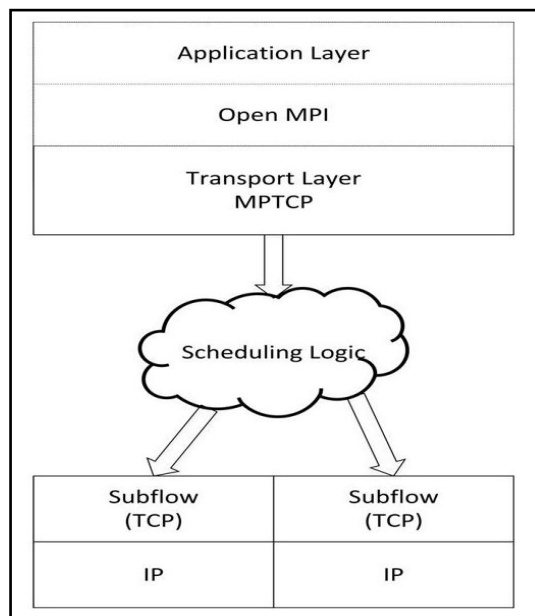 Application Layer
Open MPI
Transport Layer
MPTCP
Scheduling Logic
Subflow
(TCP)
Subflow
(TCP)
IP
IP